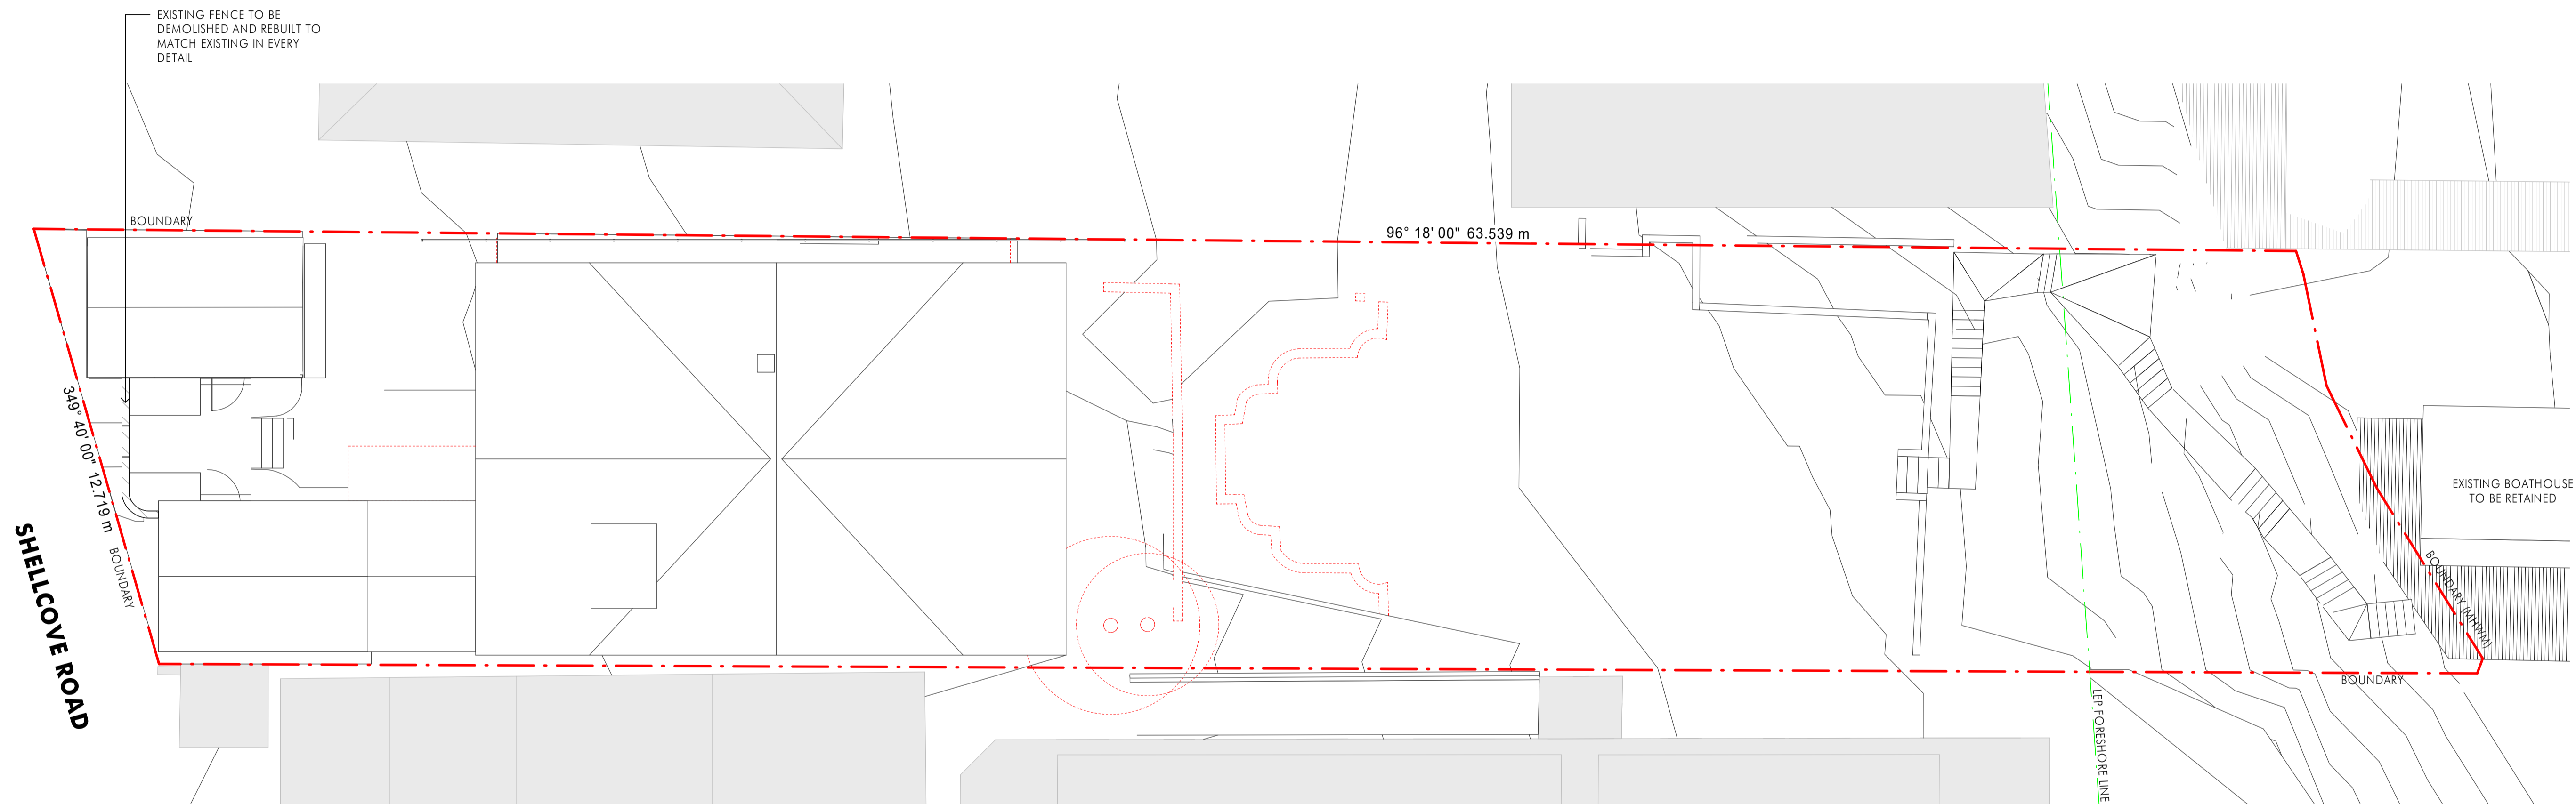 EXISTING FENCE TO BE
DEMOLISHED AND REBUILT TO
MATCH EXISTING IN EVERY
DETAIL
BOUNDARY
96° 18' 00" 63.539 m
349° 40' 00" 12.719 m
BOUNDARY
SHELLCOVE ROAD
EXISTING BOATHOUSE
TO BE RETAINED
BOUNDARY (MHWM)
BOUNDARY
LEP FORESHORE LINE